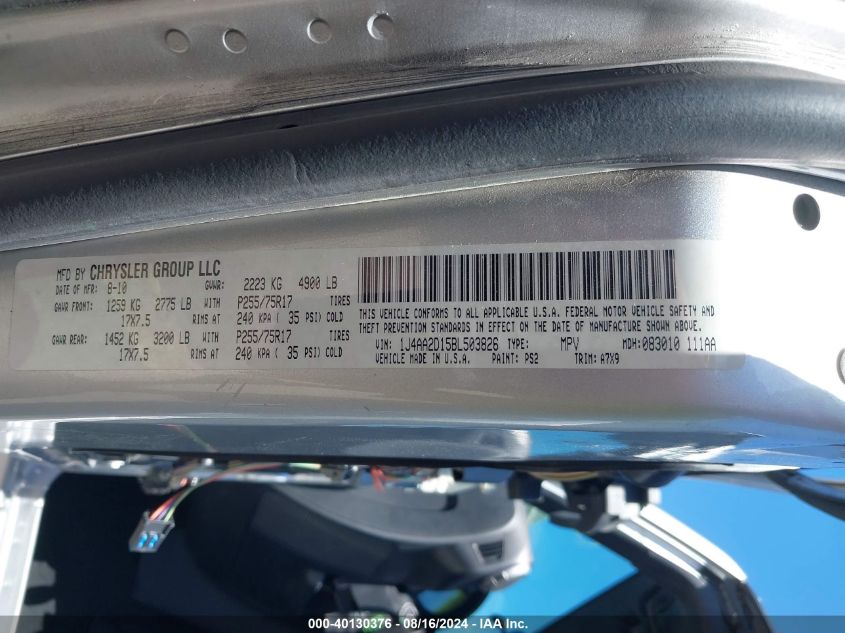 MFD BY CHRYSLER GROUP LLC
DATE OF MFR: 8-10 GVWR: 2223 KG 4900 LB
GAWR FRONT: 1259 KG 2775 LB WITH P255/75R17 TIRES
17X7.5 RIMS AT 240 KPA ( 35 PSI) COLD
GAWR REAR: 1452 KG 3200 LB WITH P255/75R17 TIRES
17X7.5 RIMS AT 240 KPA ( 35 PSI) COLD
THIS VEHICLE CONFORMS TO ALL APPLICABLE U.S.A. FEDERAL MOTOR VEHICLE SAFETY AND
THEFT PREVENTION STANDARDS IN EFFECT ON THE DATE OF MANUFACTURE SHOWN ABOVE.
VIN: 1J4AA2D15BL503826 TYPE: MPV MDH: 083010 111AA
VEHICLE MADE IN U.S.A. PAINT: PS2 TRIM: A7X9
000-40130376 - 08/16/2024 - IAA Inc.